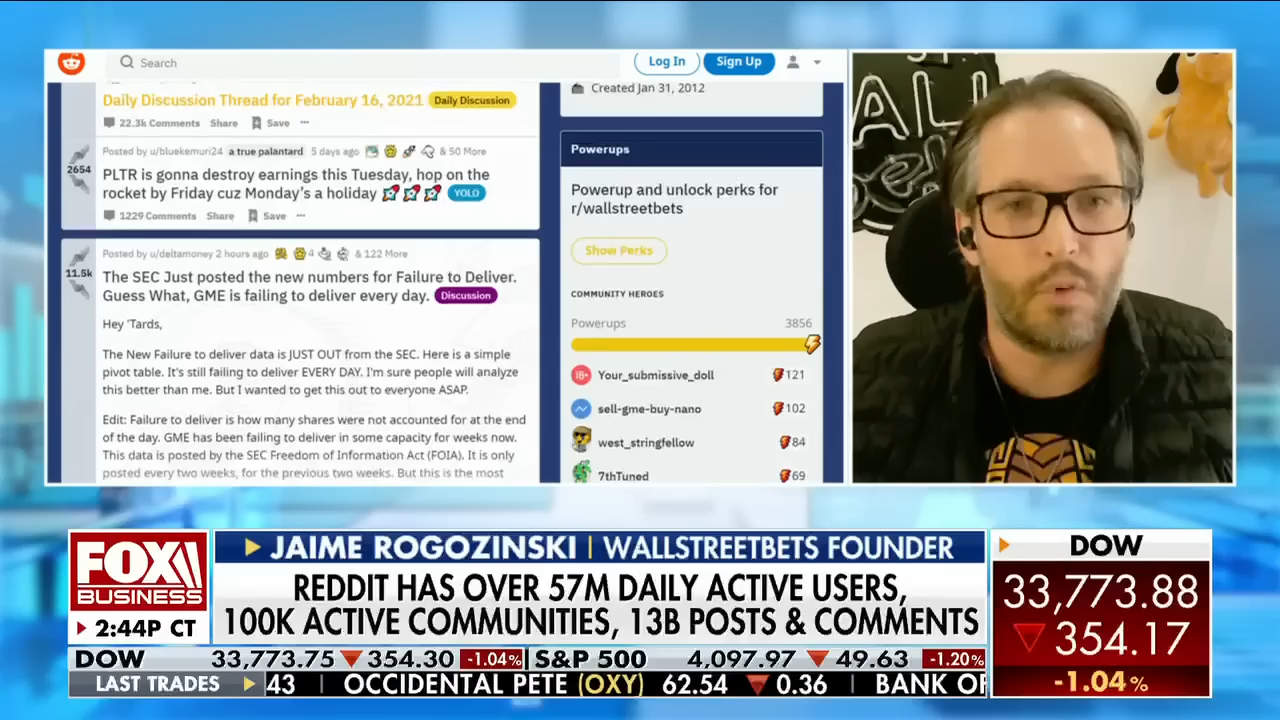 Search
Log In
Sign Up
Daily Discussion Thread for February 16, 2021 Daily Discussion
22.3k Comments Share Save ...
2654
Posted by u/bluekemuri24 a true palantard 5 days ago & 50 More
PLTR is gonna destroy earnings this Tuesday, hop on the
rocket by Friday cuz Monday's a holiday 🚀🚀🚀 YOLO
1229 Comments Share Save ...
11.5k
Posted by u/deltamoney 2 hours ago 4 & 122 More
The SEC Just posted the new numbers for Failure to Deliver.
Guess What, GME is failing to deliver every day. Discussion
Hey 'Tards,
The New Failure to deliver data is JUST OUT from the SEC. Here is a simple
pivot table. It's still failing to deliver EVERY DAY. I'm sure people will analyze
this better than me. But I wanted to get this out to everyone ASAP.
Edit: Failure to deliver is how many shares were not accounted for at the end
of the day. GME has been failing to deliver in some capacity for weeks now.
This data is posted by the SEC Freedom of Information Act (FOIA). It is only
posted every two weeks, for the previous two weeks. But this is the most
Created Jan 31, 2012
Powerups
Powerup and unlock perks for
r/wallstreetbets
Show Perks
COMMUNITY HEROES
Powerups 3856
18+ Your_submissive_doll 121
sell-gme-buy-nano 102
west_stringfellow 84
7thTuned 69
FOX
BUSINESS
2:44P CT
JAIME ROGOZINSKI | WALLSTREETBETS FOUNDER
REDDIT HAS OVER 57M DAILY ACTIVE USERS,
100K ACTIVE COMMUNITIES, 13B POSTS & COMMENTS
DOW
33,773.88
354.17
-1.04%
DOW 33,773.75 354.30 -1.04% S&P 500 4,097.97 49.63 -1.20%
LAST TRADES 43 | OCCIDENTAL PETE (OXY) 62.54 0.36 | BANK OF